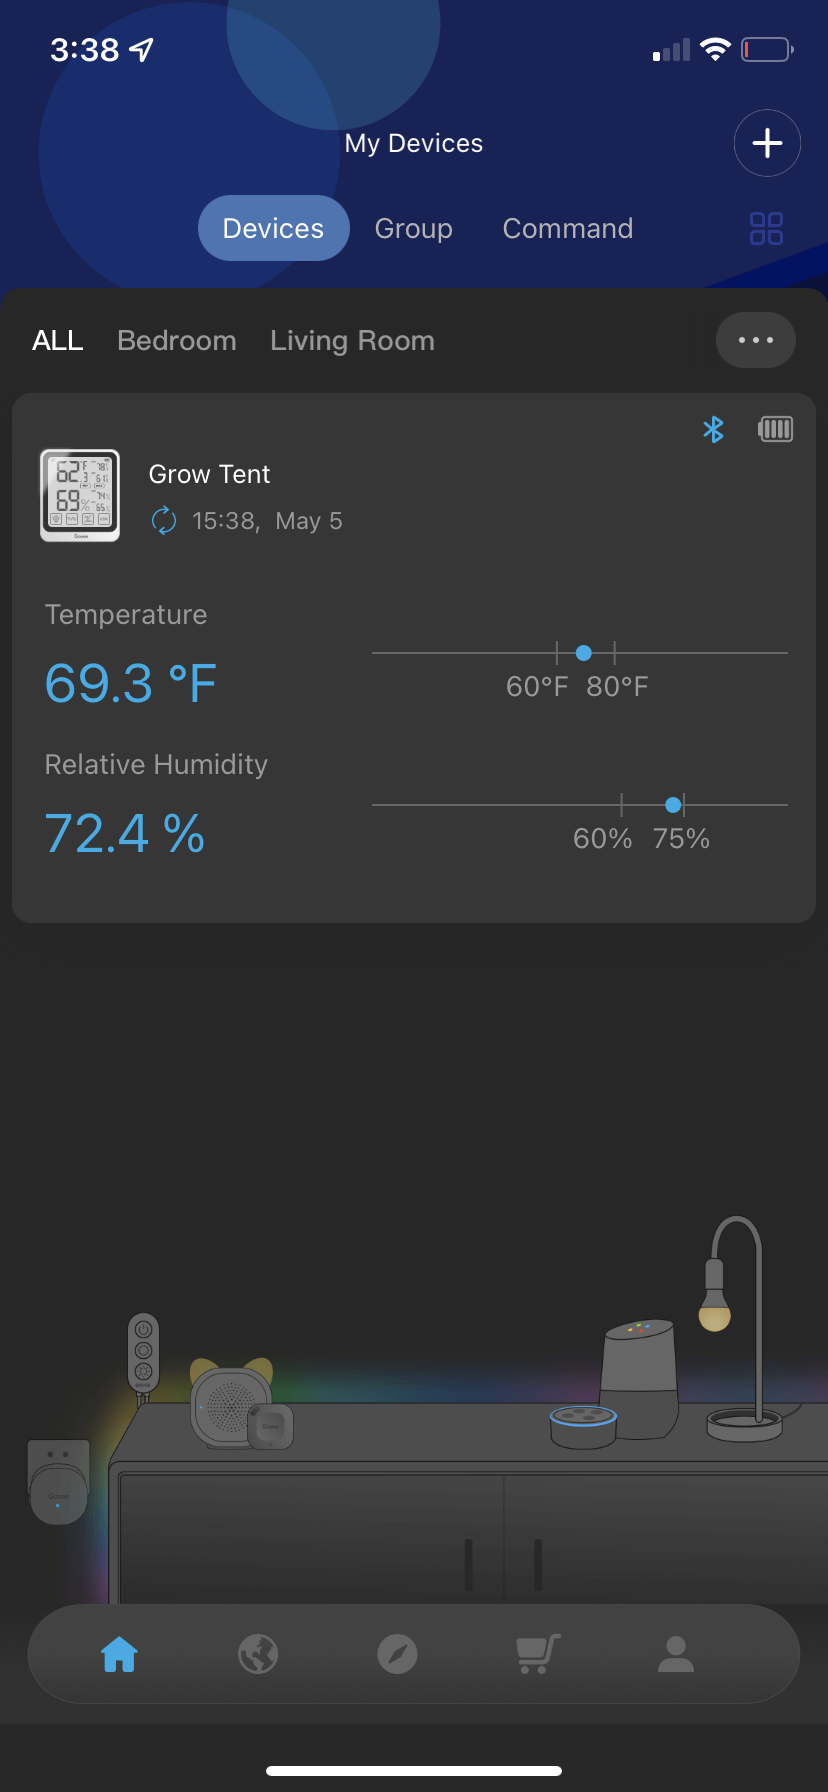 3:38
My Devices
Devices Group Command
ALL Bedroom Living Room
Grow Tent
15:38, May 5
Temperature
69.3 °F
60°F 80°F
Relative Humidity
72.4 %
60% 75%